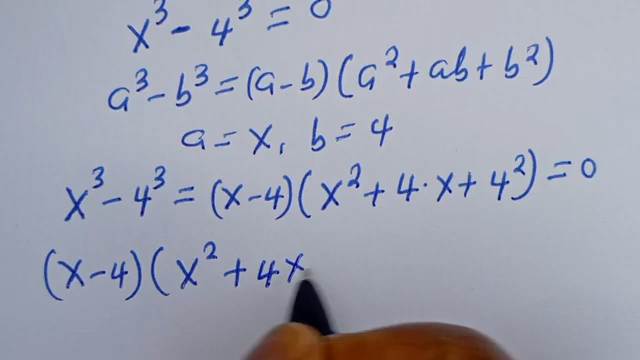 x³ - 4³ = 0
a³ - b³ = (a - b)(a² + ab + b²)
a = x, b = 4
x³ - 4³ = (x - 4)(x² + 4·x + 4²) = 0
(x - 4)(x² + 4x